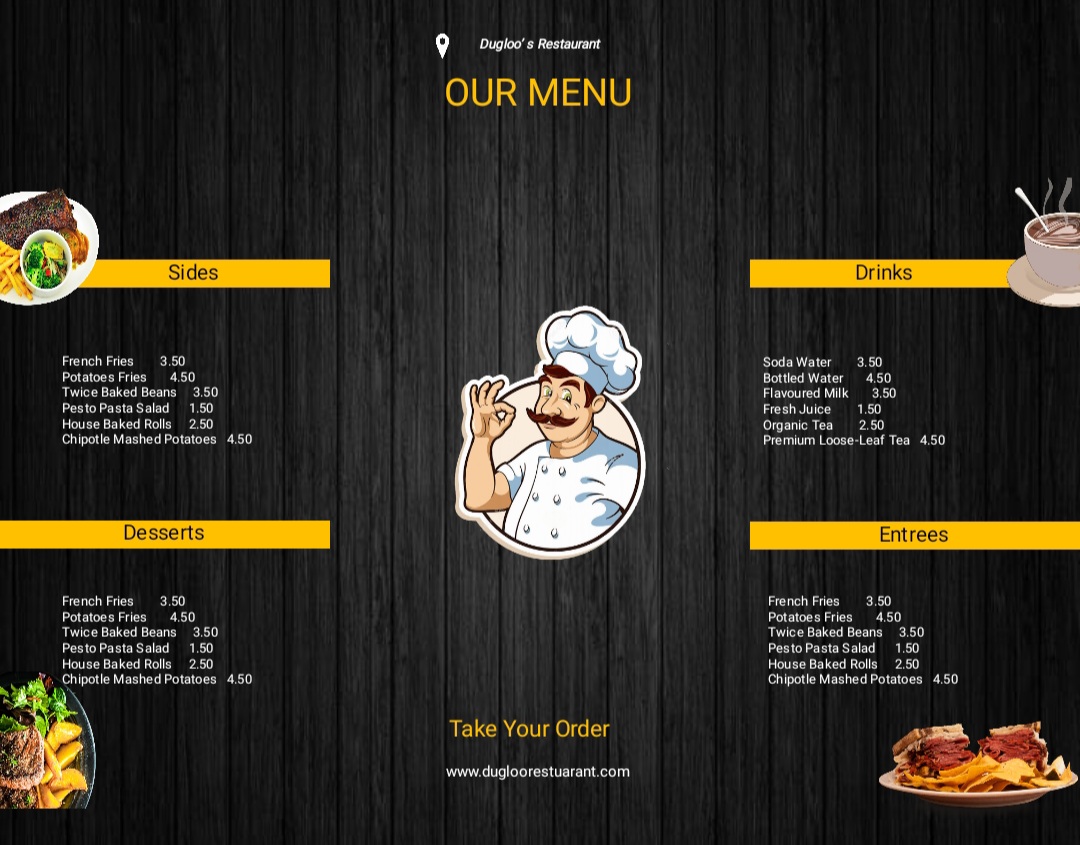 Dugloo' s Restaurant
OUR MENU
Sides
French Fries 3.50
Potatoes Fries 4.50
Twice Baked Beans 3.50
Pesto Pasta Salad 1.50
House Baked Rolls 2.50
Chipotle Mashed Potatoes 4.50
Drinks
Soda Water 3.50
Bottled Water 4.50
Flavoured Milk 3.50
Fresh Juice 1.50
Organic Tea 2.50
Premium Loose-Leaf Tea 4.50
Desserts
French Fries 3.50
Potatoes Fries 4.50
Twice Baked Beans 3.50
Pesto Pasta Salad 1.50
House Baked Rolls 2.50
Chipotle Mashed Potatoes 4.50
Entrees
French Fries 3.50
Potatoes Fries 4.50
Twice Baked Beans 3.50
Pesto Pasta Salad 1.50
House Baked Rolls 2.50
Chipotle Mashed Potatoes 4.50
Take Your Order
www.dugloorestuarant.com